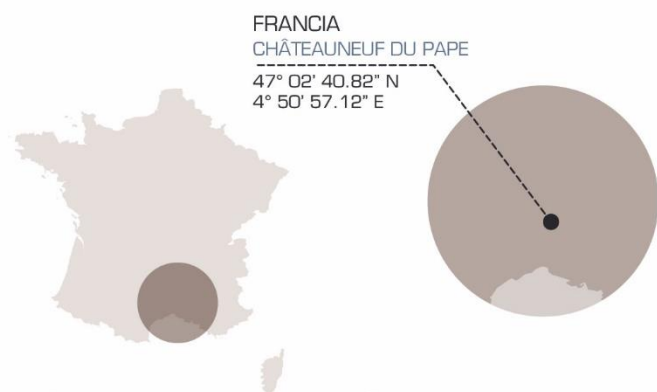 FRANCIA
CHÂTEAUNEUF DU PAPE
47° 02' 40.82" N
4° 50' 57.12" E